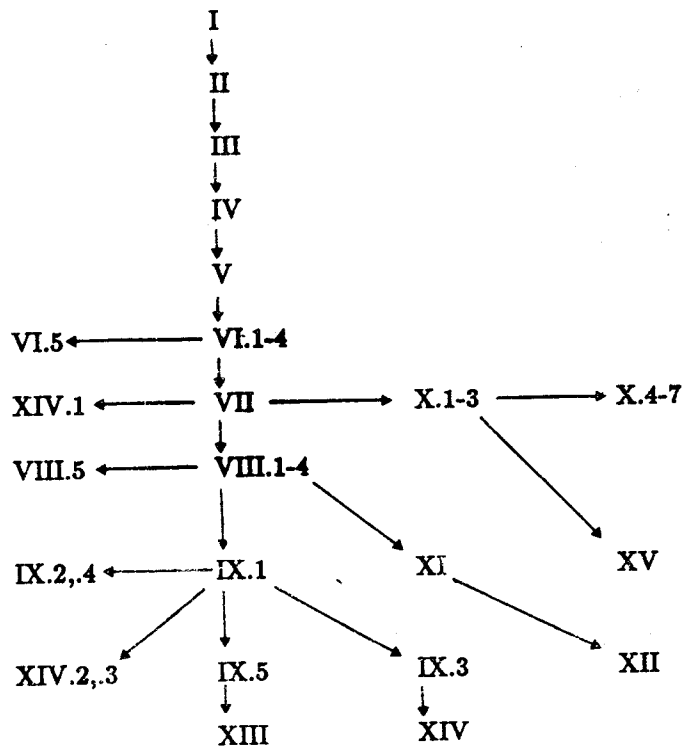 I
II
III
IV
V
VI.5 VI.1-4
XIV.1 VII X.1-3 X.4-7
VIII.5 VIII.1-4
IX.2,.4 IX.1 XI XV
XIV.2,.3 IX.5 IX.3 XII
XIII XIV